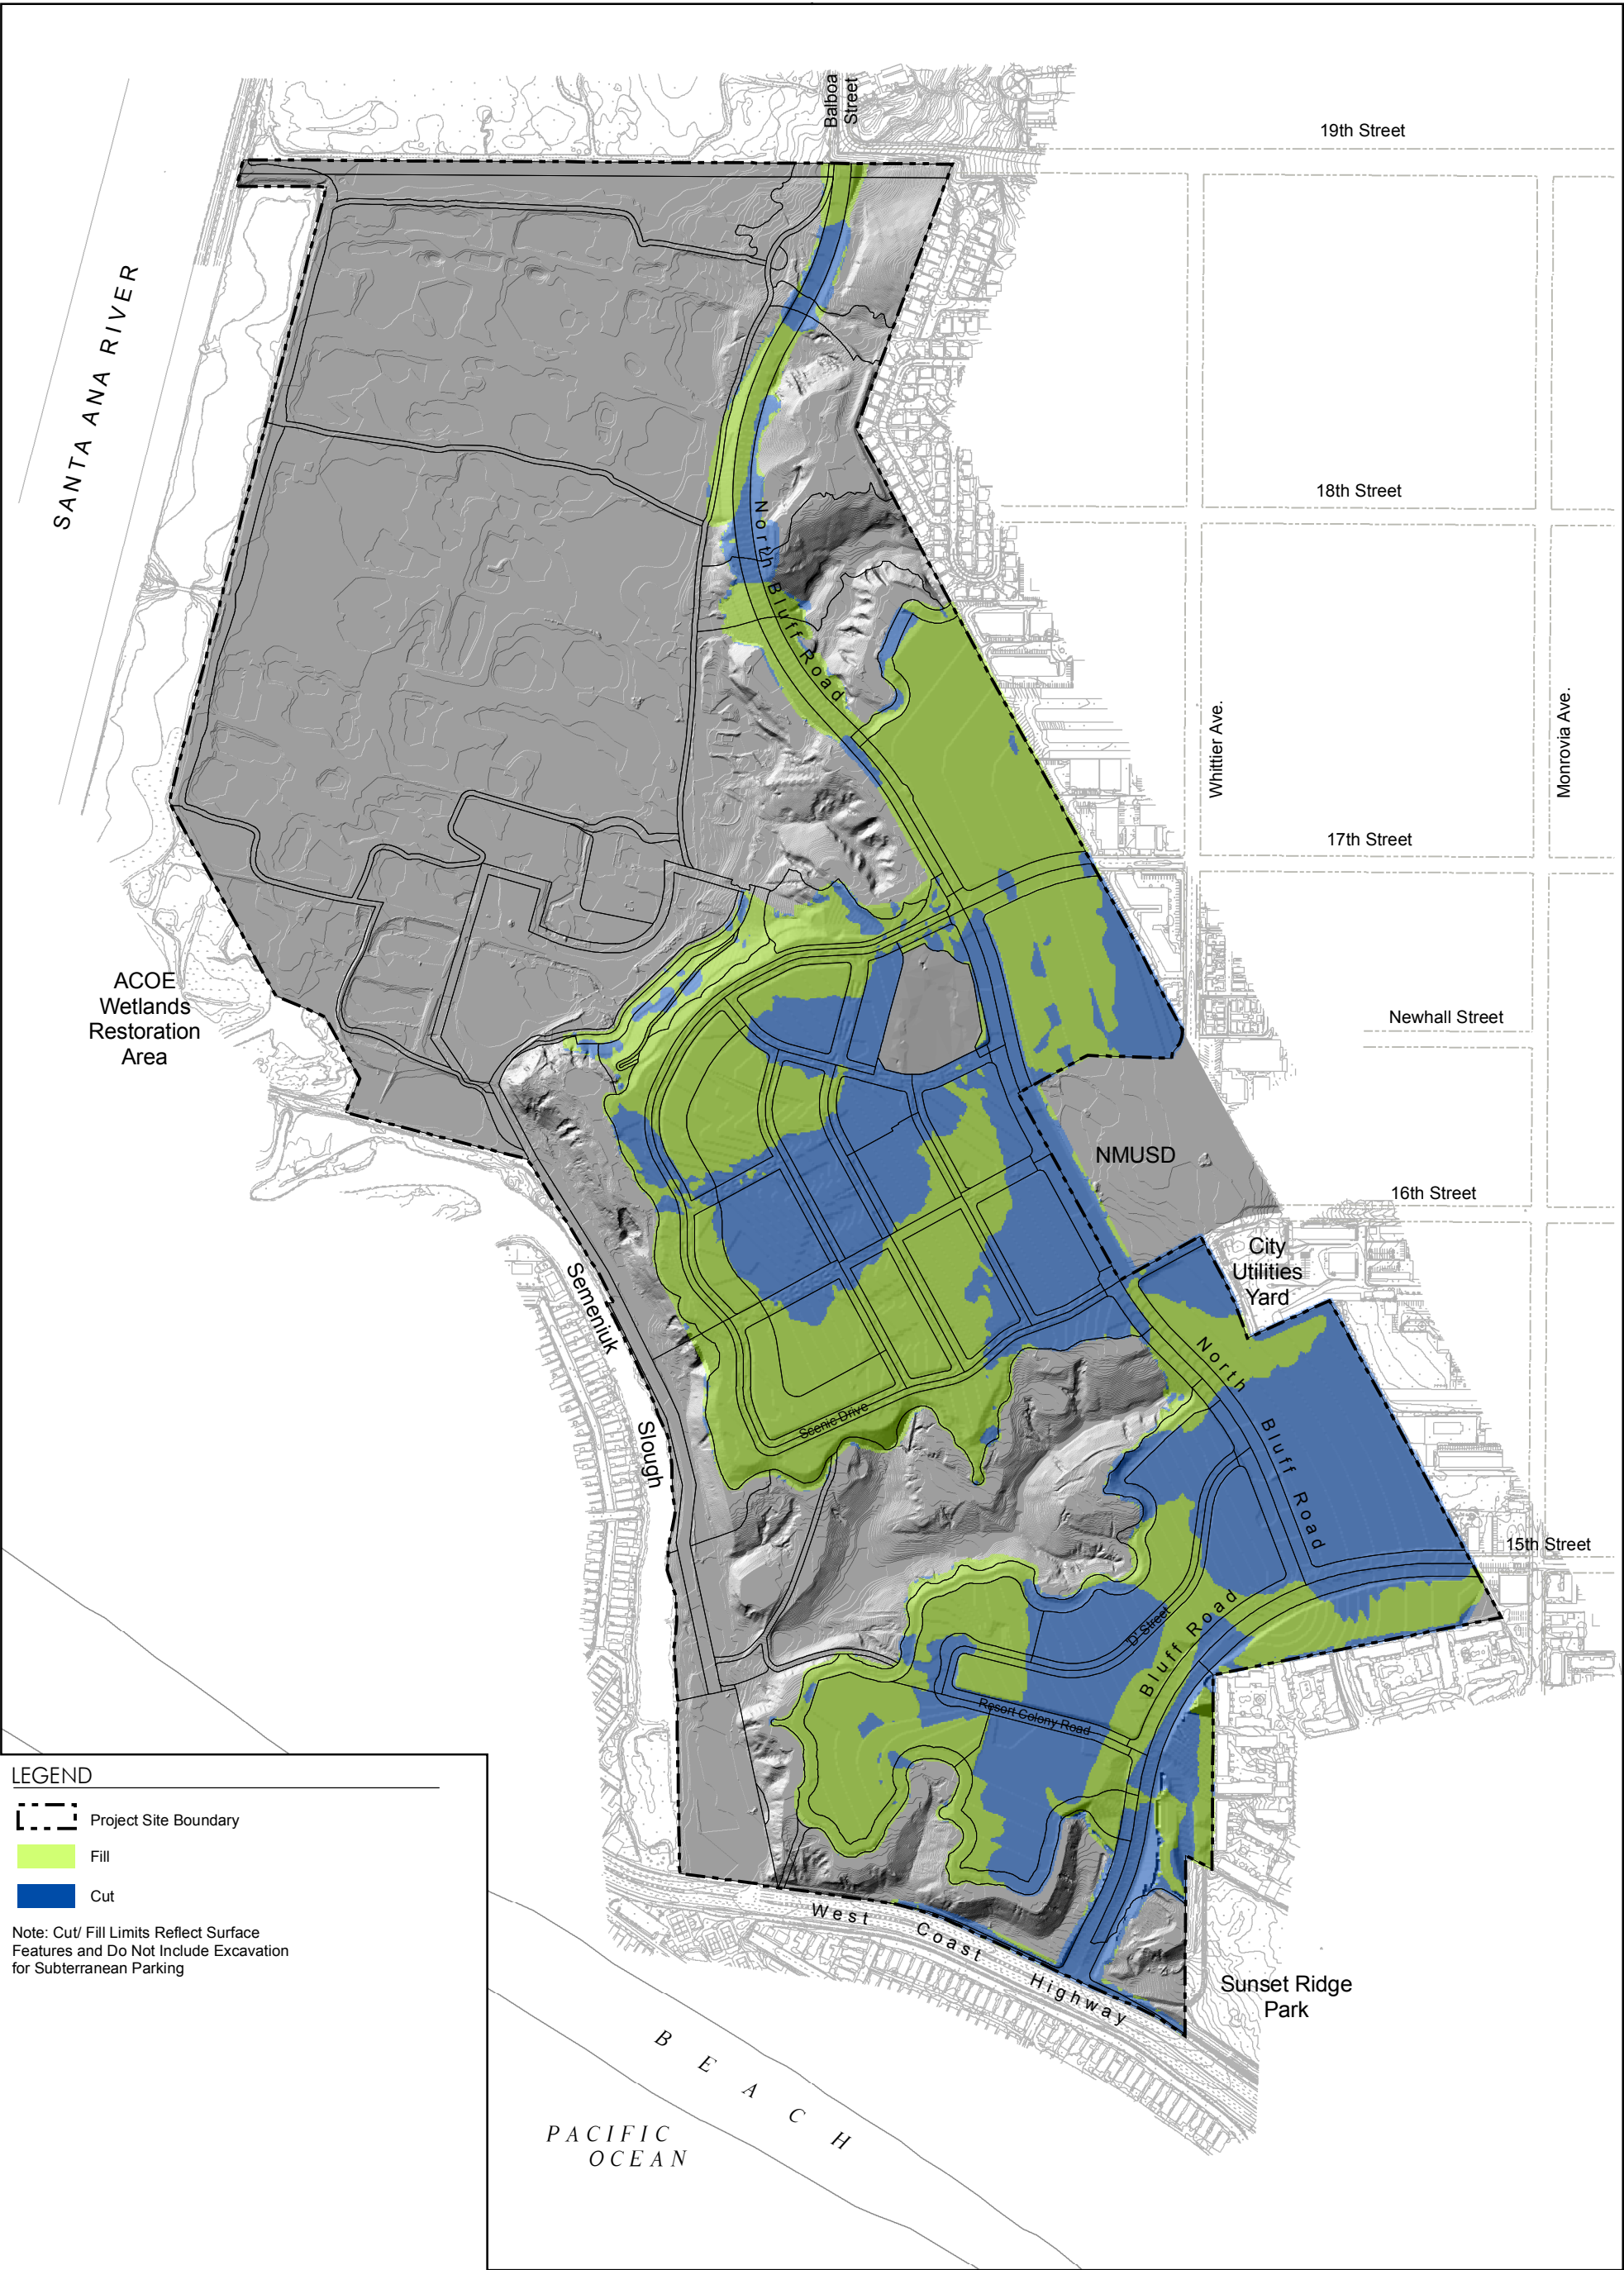 Balboa
Street
19th Street
SANTA ANA RIVER
18th Street
North Bluff Road
Whittier Ave.
Monrovia Ave.
17th Street
ACOE
Wetlands
Restoration
Area
Newhall Street
NMUSD
16th Street
City
Utilities
Yard
Semeniuk
Slough
North
Bluff
Road
Scenic Drive
15th Street
"D" Street
Bluff Road
Resort Colony Road
LEGEND
Project Site Boundary
Fill
Cut
Note: Cut/ Fill Limits Reflect Surface
Features and Do Not Include Excavation
for Subterranean Parking
West Coast Highway
Sunset Ridge
Park
BEACH
PACIFIC
OCEAN